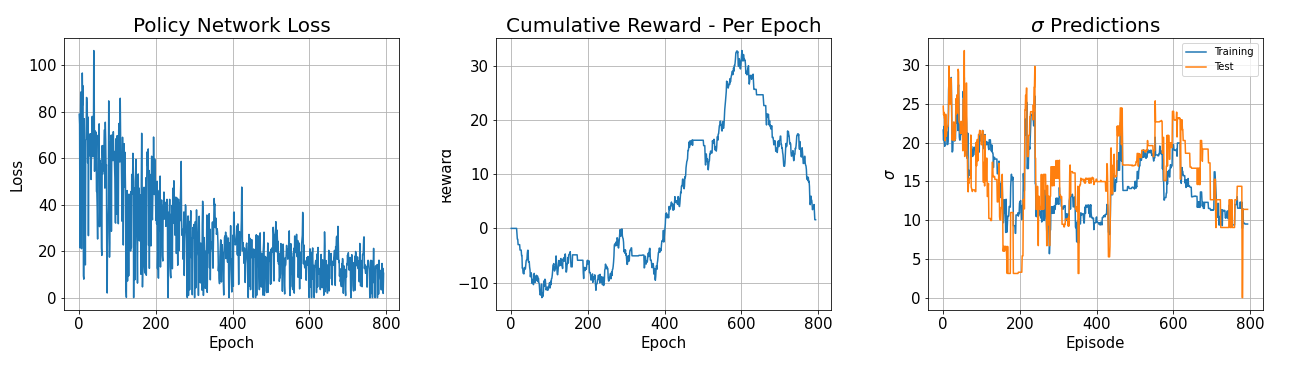 Policy Network Loss
Loss
100
80
60
40
20
0
0 200 400 600 800
Epoch
Cumulative Reward - Per Epoch
Reward
30
20
10
0
−10
0 200 400 600 800
Epoch
σ Predictions
σ
30
25
20
15
10
5
0
Training
Test
0 200 400 600 800
Episode